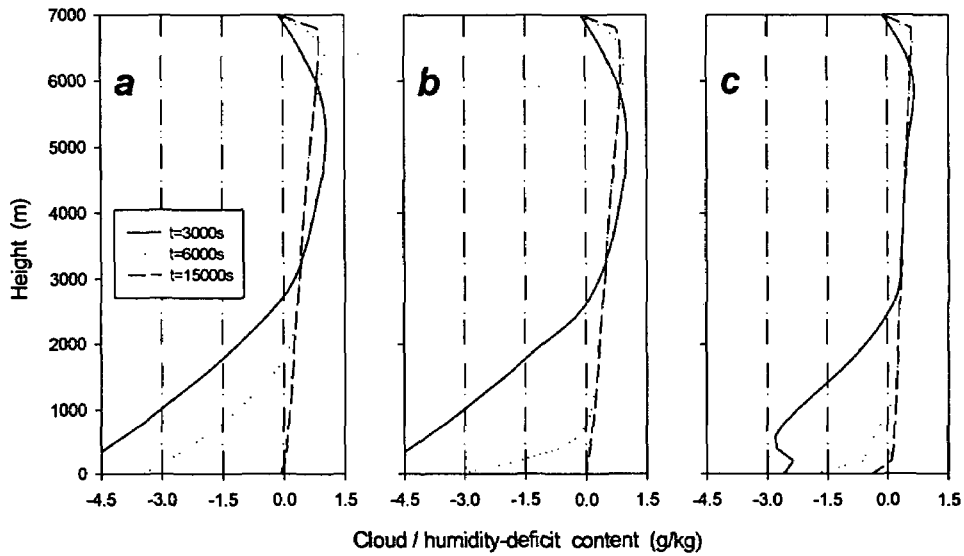 7000
6000
5000
4000
3000
2000
1000
0
Height (m)
a
b
c
t=3000s
t=6000s
t=15000s
-4.5 -3.0 -1.5 0.0 1.5
-4.5 -3.0 -1.5 0.0 1.5
-4.5 -3.0 -1.5 0.0 1.5
Cloud / humidity-deficit content (g/kg)